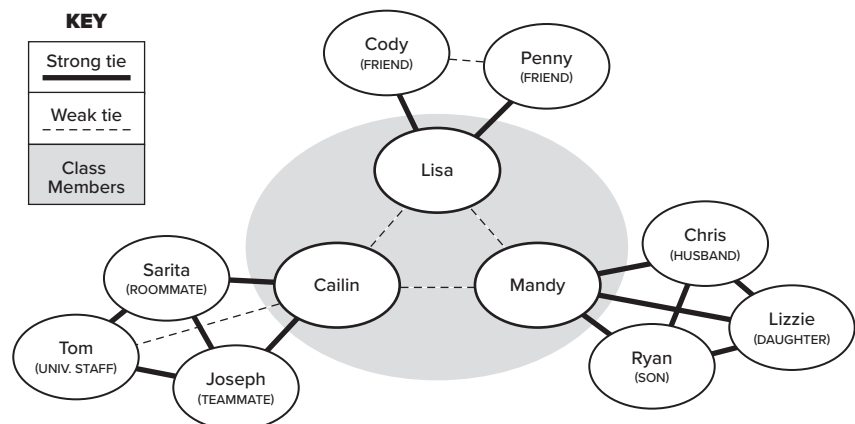 KEY
Strong tie
Weak tie
Class
Members
Cody
(FRIEND)
Penny
(FRIEND)
Lisa
Cailin
Mandy
Sarita
(ROOMMATE)
Tom
(UNIV. STAFF)
Joseph
(TEAMMATE)
Chris
(HUSBAND)
Lizzie
(DAUGHTER)
Ryan
(SON)